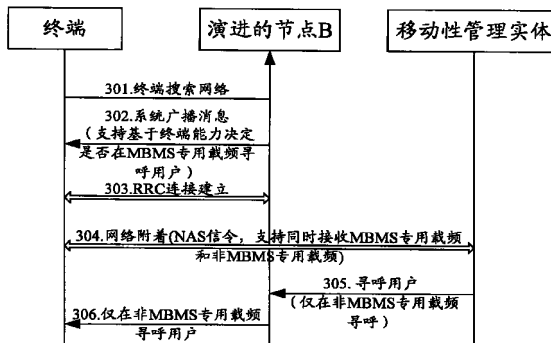 终端
演进的节点B
移动性管理实体
301.终端搜索网络
302.系统广播消息
（支持基于终端能力决定
是否在MBMS专用载频寻
呼用户）
303.RRC连接建立
304.网络附着(NAS信令，支持同时接收MBMS专用载频
和非MBMS专用载频)
305.寻呼用户
（仅在非MBMS专用载频
寻呼）
306.仅在非MBMS专用载频
寻呼用户